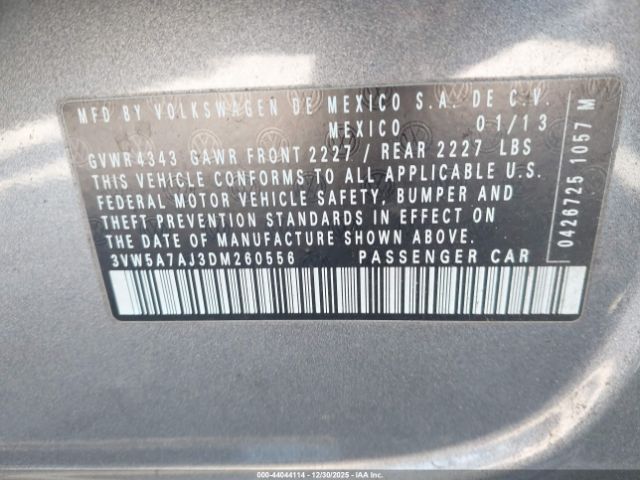 MFD BY VOLKSWAGEN DE MEXICO S.A. DE C.V.
MEXICO 01/13
GVWR 4343 GAWR FRONT 2227 / REAR 2227 LBS
THIS VEHICLE CONFORMS TO ALL APPLICABLE U.S.
FEDERAL MOTOR VEHICLE SAFETY, BUMPER AND
THEFT PREVENTION STANDARDS IN EFFECT ON
THE DATE OF MANUFACTURE SHOWN ABOVE.
3VW5A7AJ3DM260556 PASSENGER CAR
0426725 1057 M
000-44044114 - 12/30/2025 - IAAI.COM